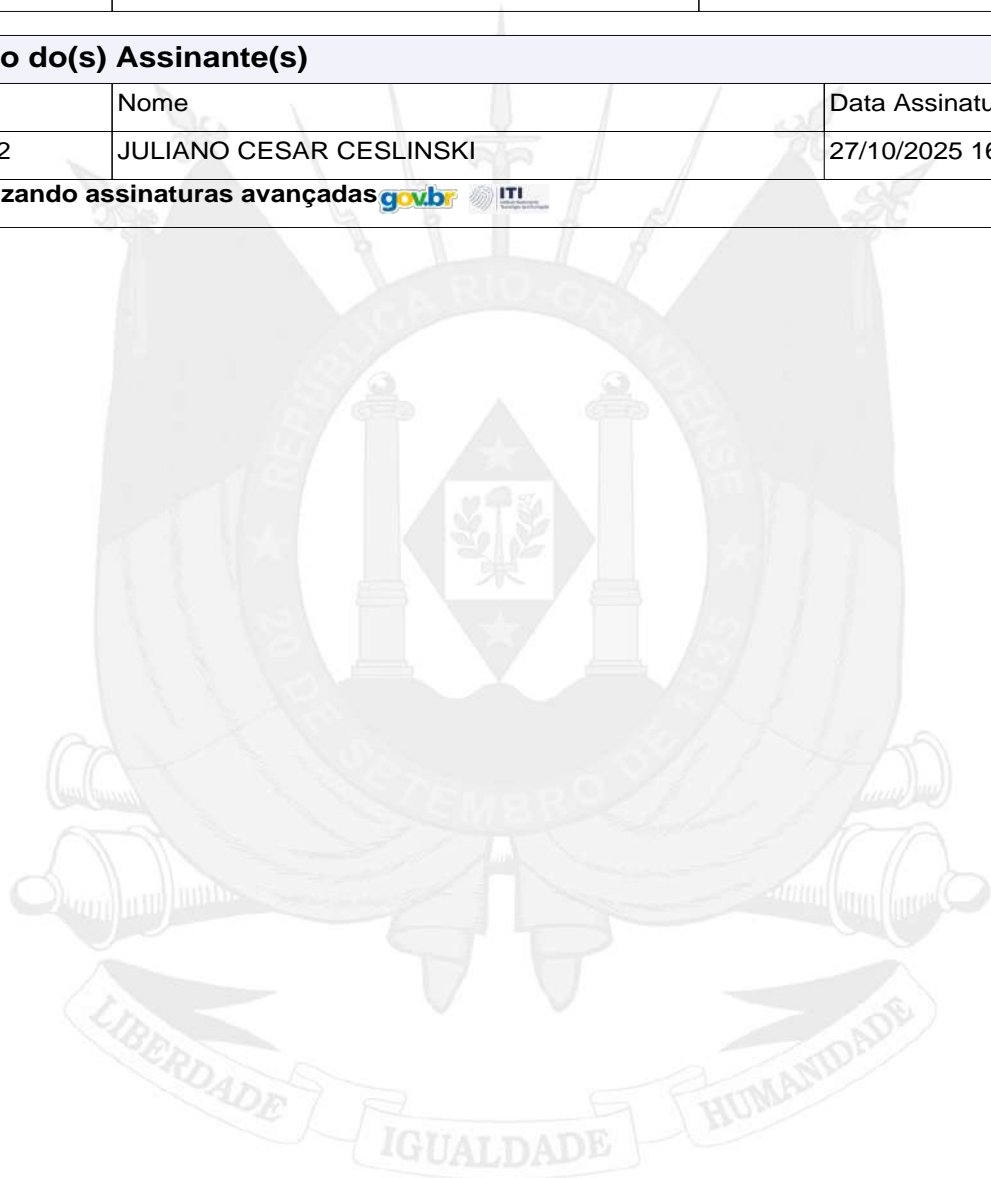 o do(s) Assinante(s)
Nome Data Assinatu
2 JULIANO CESAR CESLINSKI 27/10/2025 16
zando assinaturas avançadas gov.br ITI
REPÚBLICA RIO-GRANDENSE
20 DE SETEMBRO DE 1835
LIBERDADE IGUALDADE HUMANIDADE